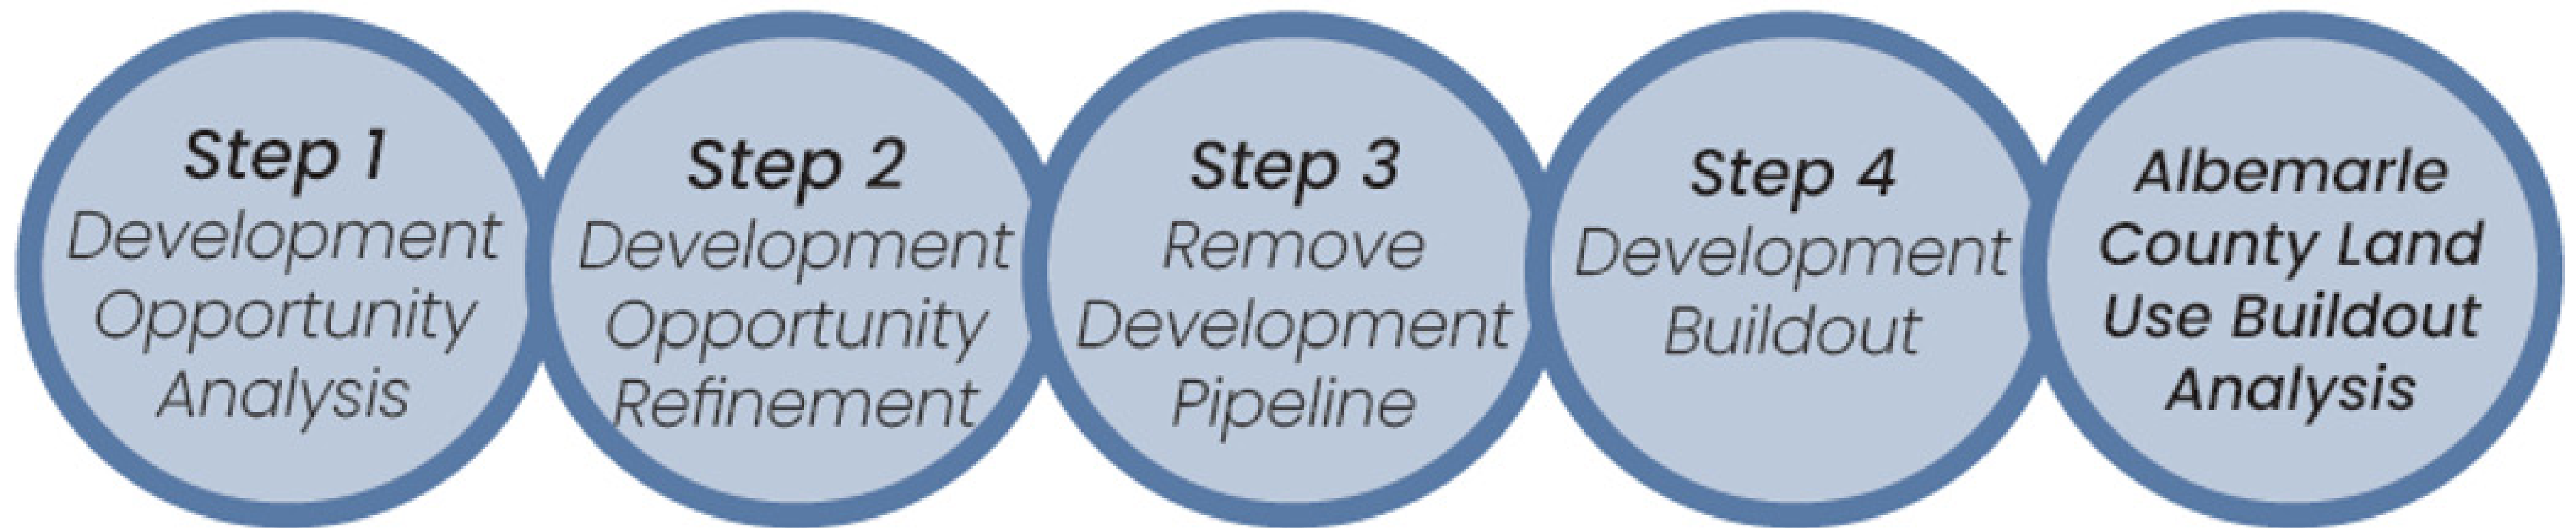 Step 1
Development
Opportunity
Analysis
Step 2
Development
Opportunity
Refinement
Step 3
Remove
Development
Pipeline
Step 4
Development
Buildout
Albemarle
County Land
Use Buildout
Analysis